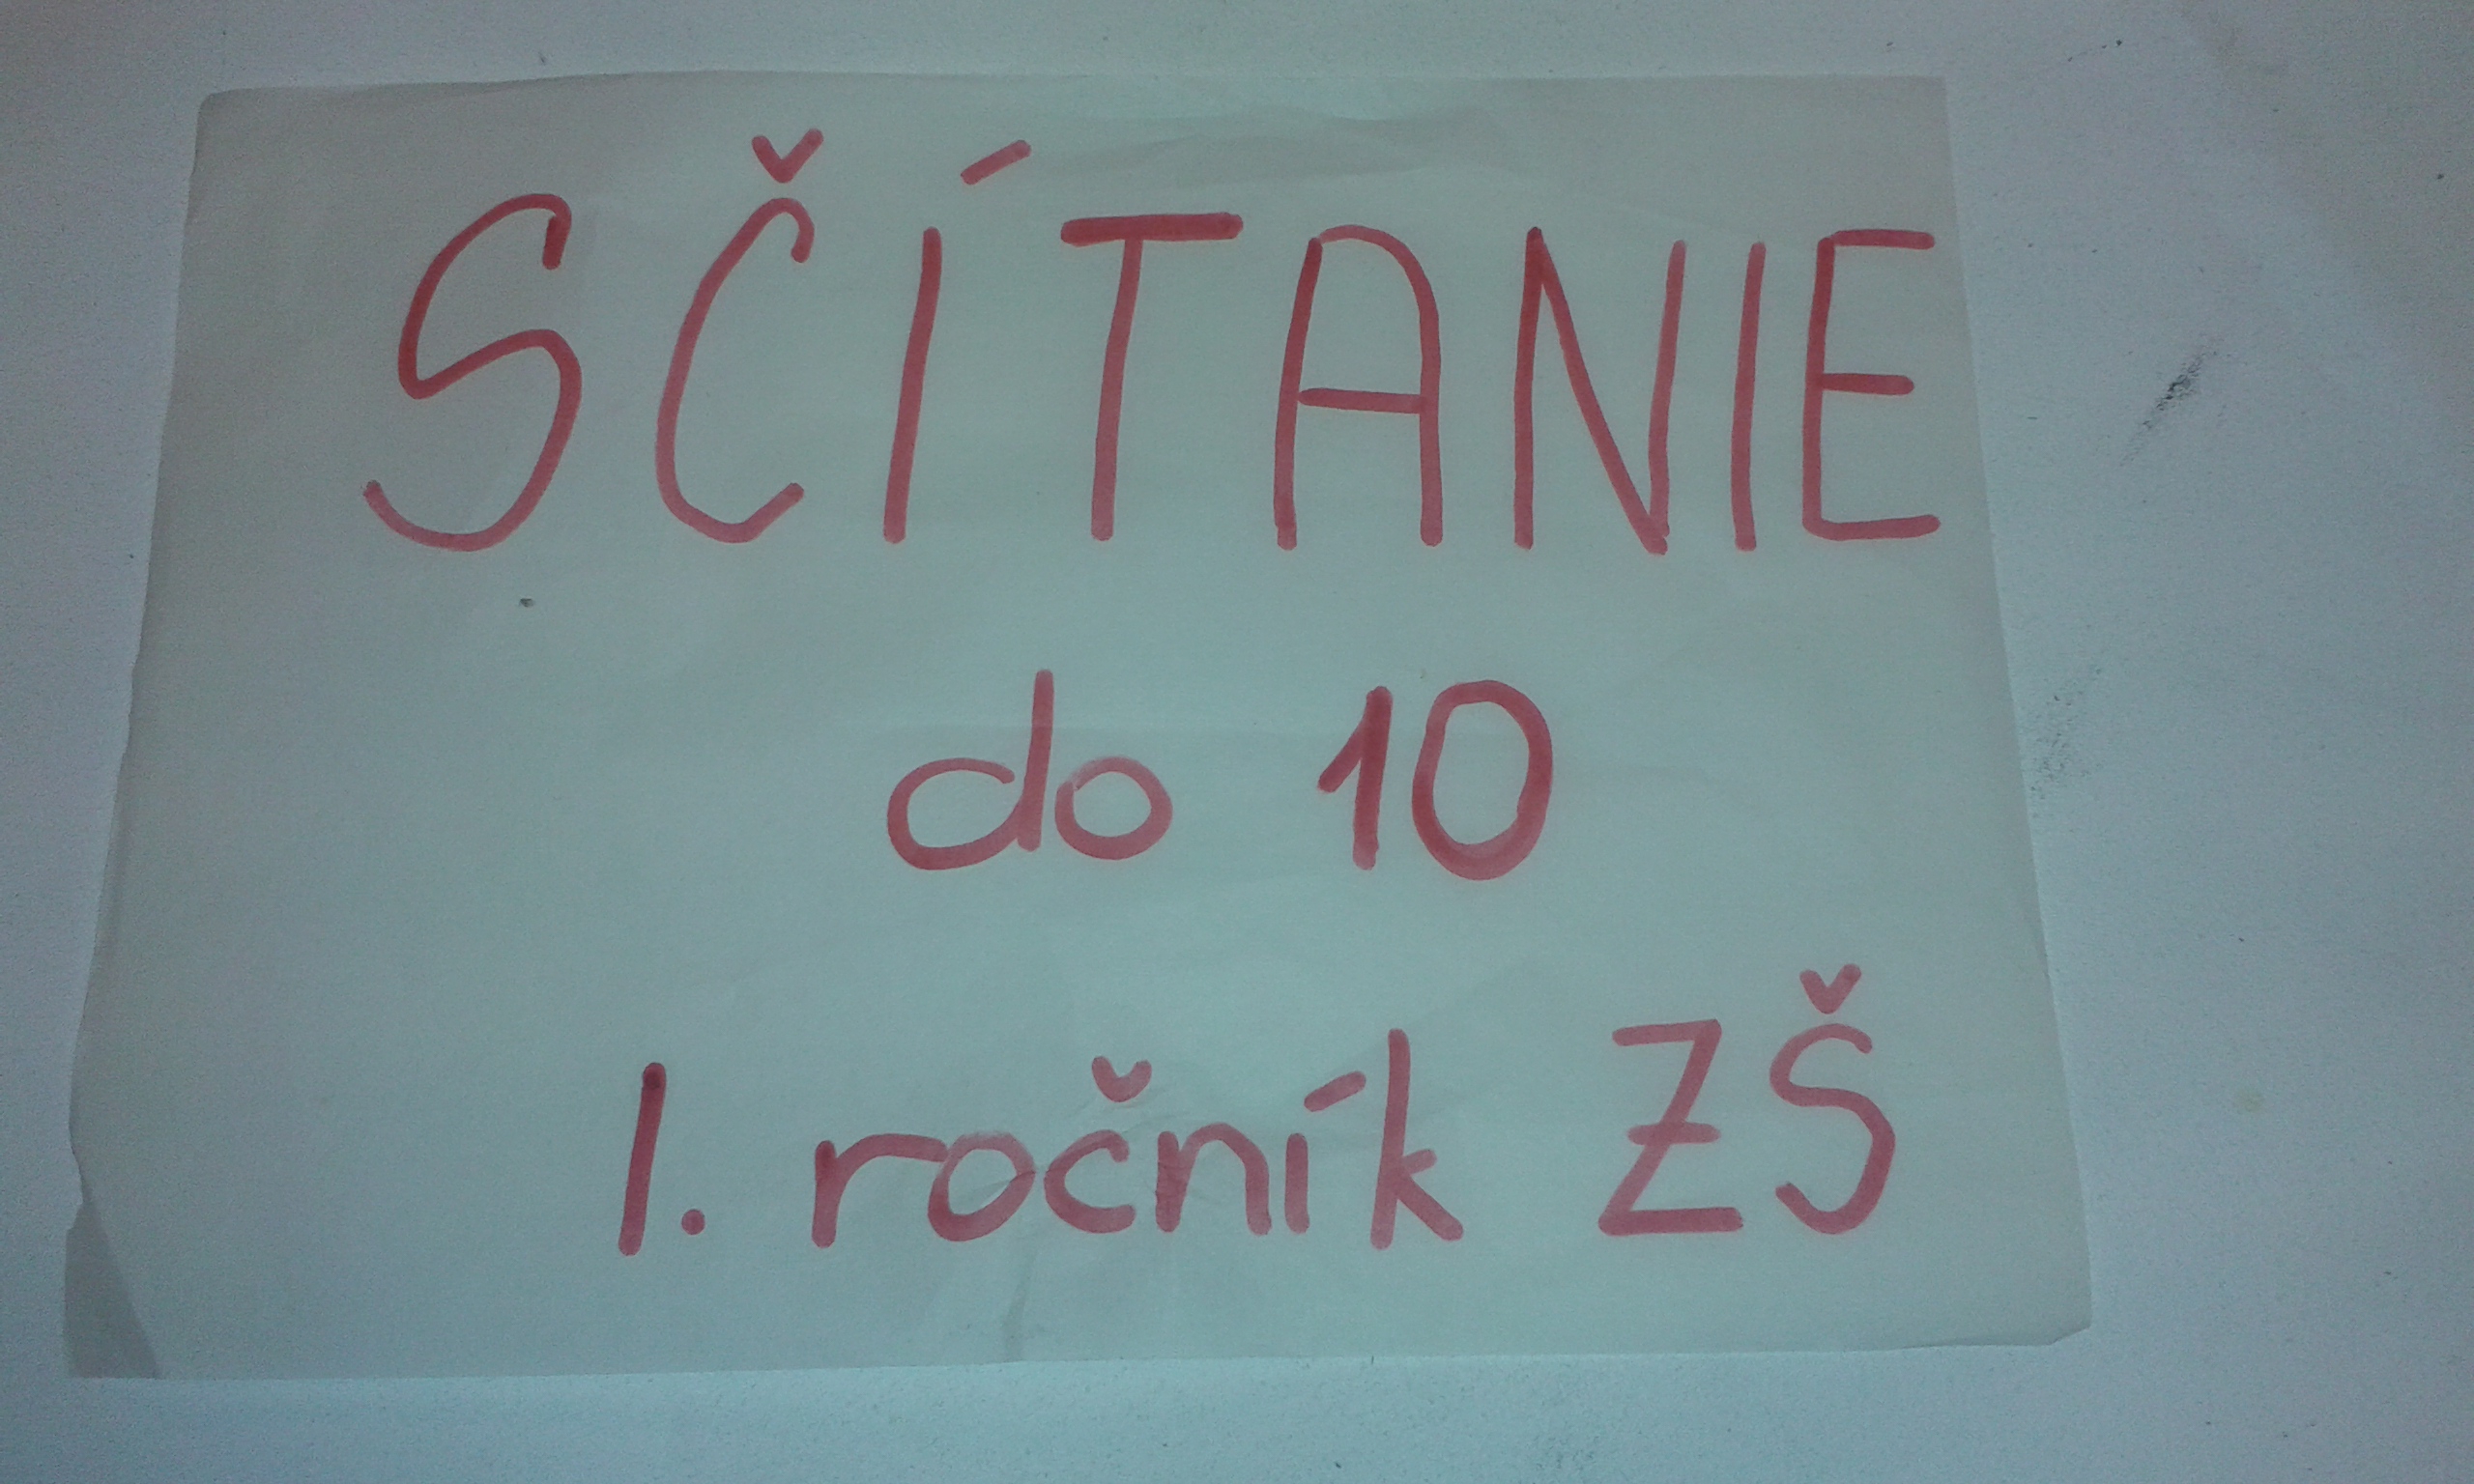 SČÍTANIE
do 10
1. ročník ZŠ